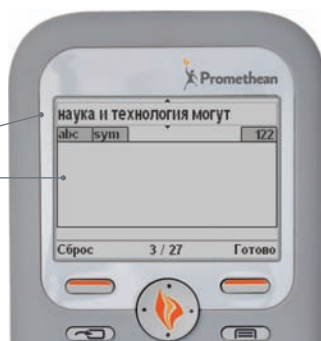 Promethean
наука и технология могут
abc sym 122
Сброс 3 / 27 Готово